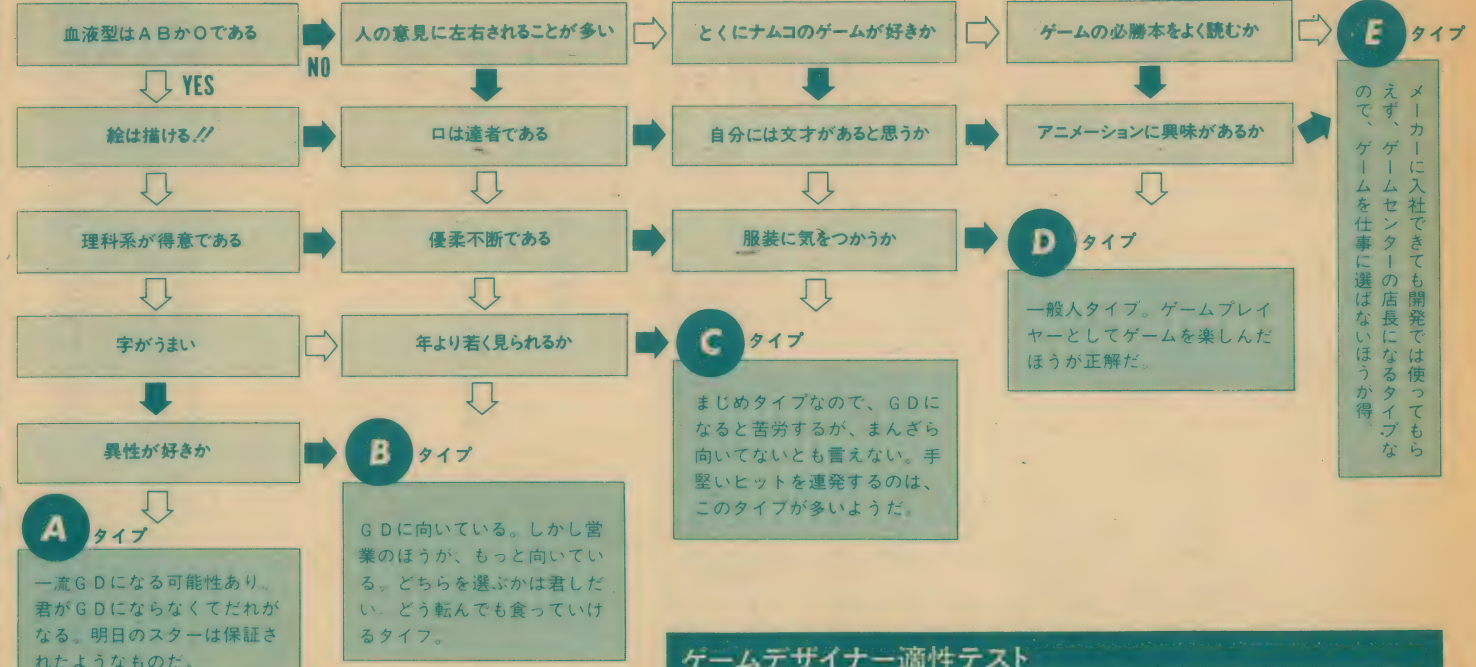 血液型はＡＢかＯである
人の意見に左右されることが多い
とくにナムコのゲームが好きか
ゲームの必勝本をよく読むか
NO
YES
絵は描ける!!
口は達者である
自分には文才があると思うか
アニメーションに興味があるか
理科系が得意である
優柔不断である
服装に気をつかうか
字がうまい
年より若く見られるか
異性が好きか
A タイプ
一流ＧＤになる可能性あり。
君がＧＤにならなくてだれが
なる。明日のスターは保証さ
れたようなものだ。
B タイプ
ＧＤに向いている。しかし営
業のほうが、もっと向いてい
る。どちらを選ぶかは君しだ
い。どう転んでも食っていけ
るタイプ。
C タイプ
まじめタイプなので、ＧＤに
なると苦労するが、まんざら
向いてないとも言えない。手
堅いヒットを連発するのは、
このタイプが多いようだ。
D タイプ
一般人タイプ。ゲームプレイ
ヤーとしてゲームを楽しんだ
ほうが正解だ。
E タイプ
メーカーに入社できても開発では使ってもら
えず、ゲームセンターの店長になるタイプな
ので、ゲームを仕事に選ばないほうが得
ゲームデザイナー適性テスト